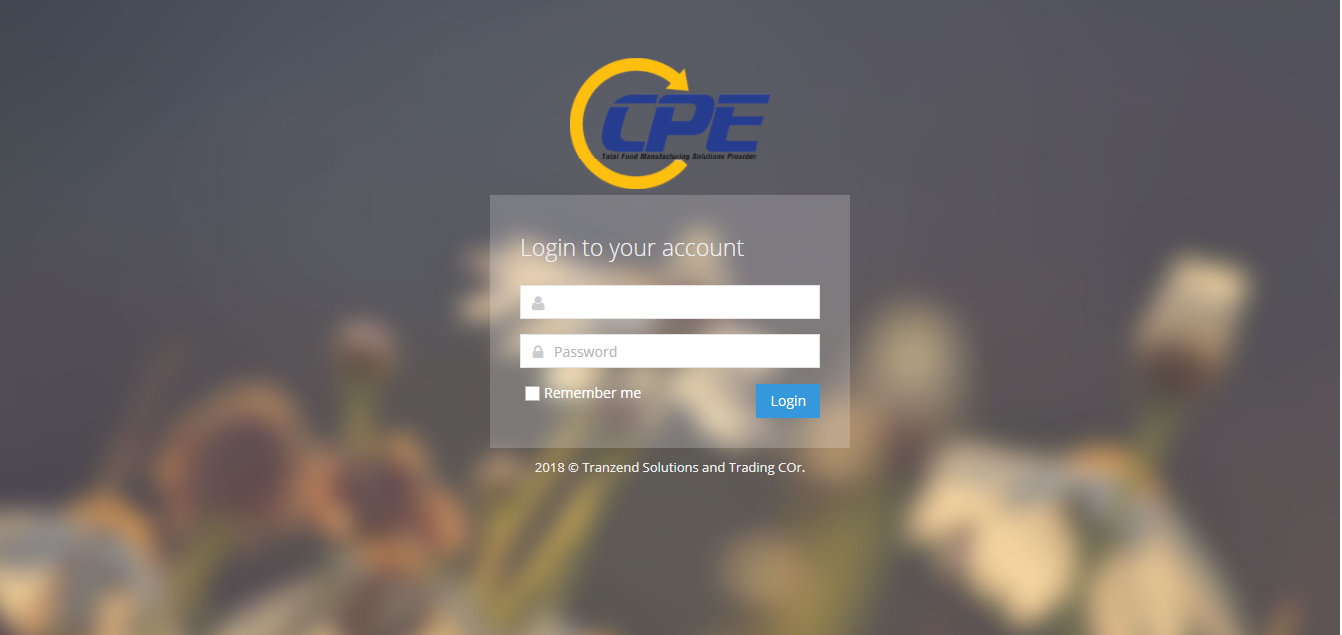 CPE
Total Food Manufacturing Solutions Provider
Login to your account
Password
Remember me
Login
2018 © Tranzend Solutions and Trading COr.